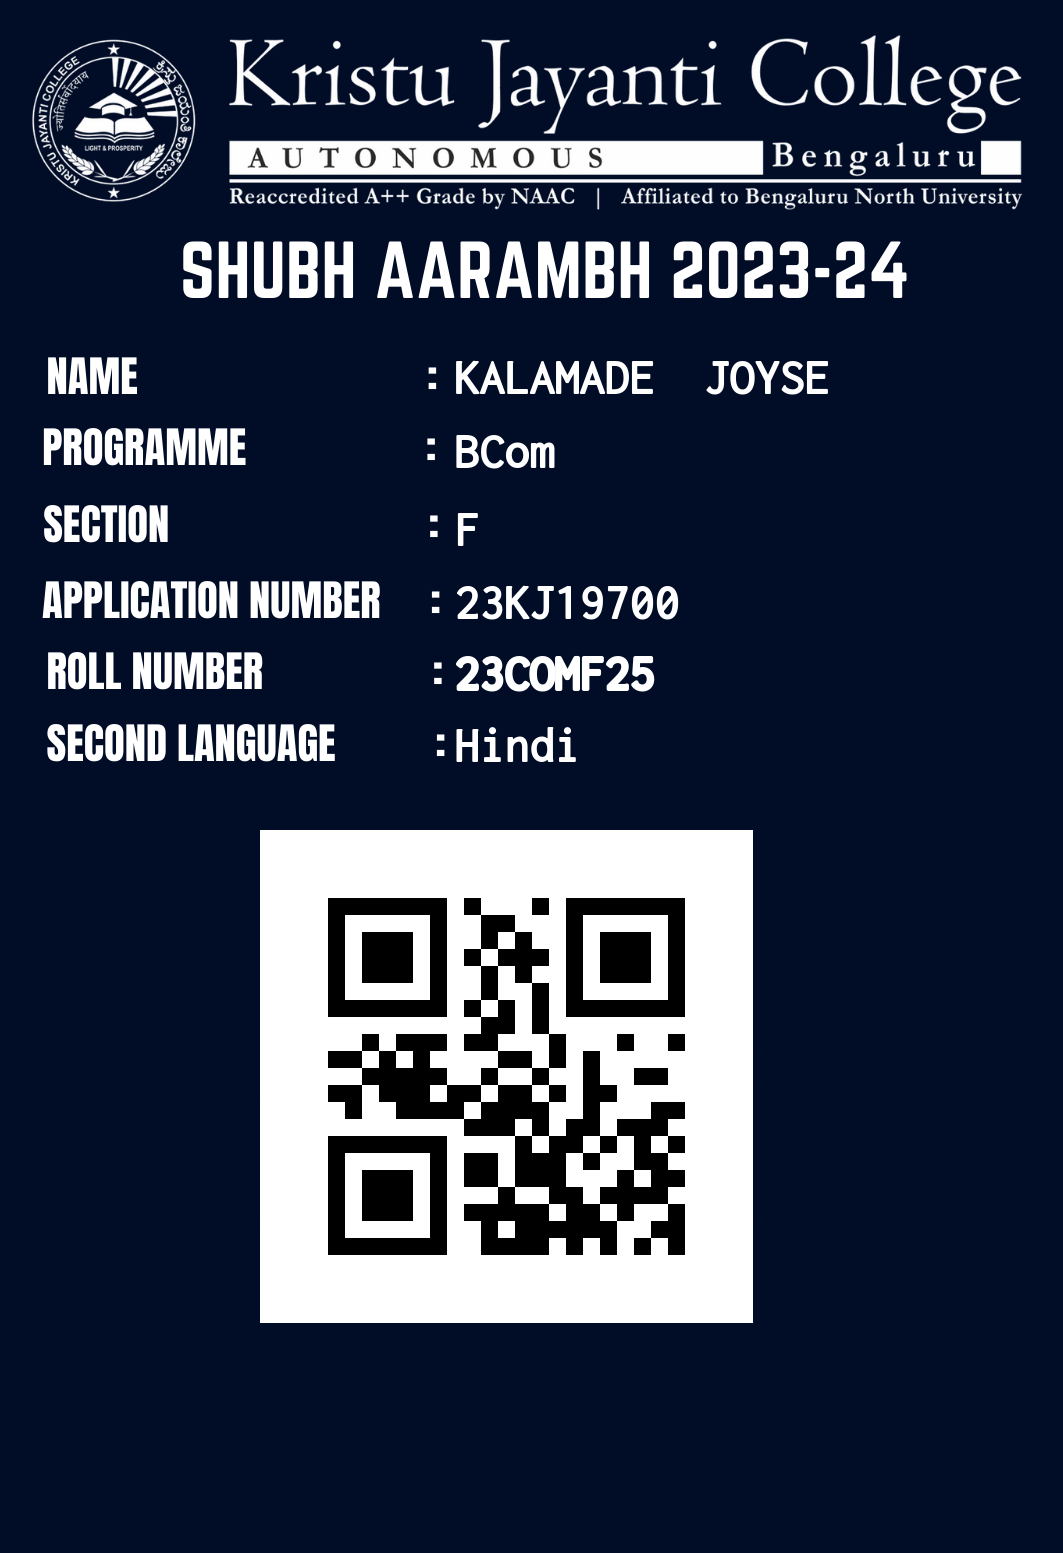 Kristu Jayanti College
AUTONOMOUS Bengaluru
Reaccredited A++ Grade by NAAC | Affiliated to Bengaluru North University
KRISTU JAYANTI COLLEGE
LIGHT & PROSPERITY
KRISTU
SHUBH AARAMBH 2023-24
NAME : KALAMADE JOYSE
PROGRAMME : BCom
SECTION : F
APPLICATION NUMBER : 23KJ19700
ROLL NUMBER : 23COMF25
SECOND LANGUAGE : Hindi